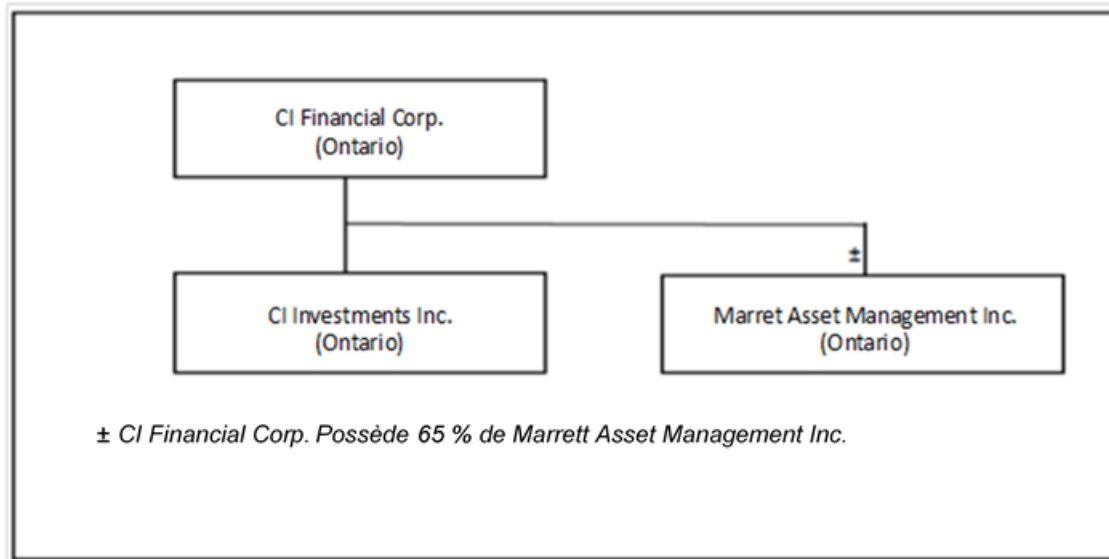 CI Financial Corp.
(Ontario)
±
CI Investments Inc.
(Ontario)
Marret Asset Management Inc.
(Ontario)
± CI Financial Corp. Possède 65 % de Marrett Asset Management Inc.